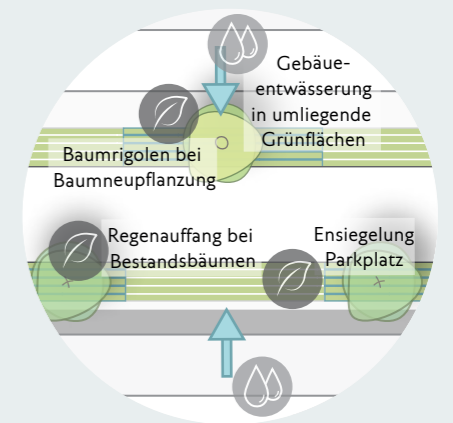 Gebäue-
entwässerung
in umliegende
Grünflächen
Baumrigolen bei
Baumneupflanzung
Regenauffang bei
Bestandsbäumen
Ensiegelung
Parkplatz